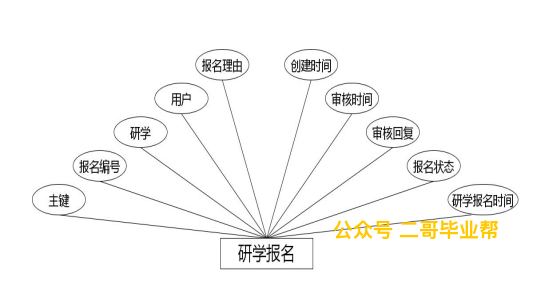 报名理由
创建时间
用户
审核时间
研学
审核回复
报名编号
报名状态
主键
研学报名时间
公众号 二哥毕业帮
研学报名